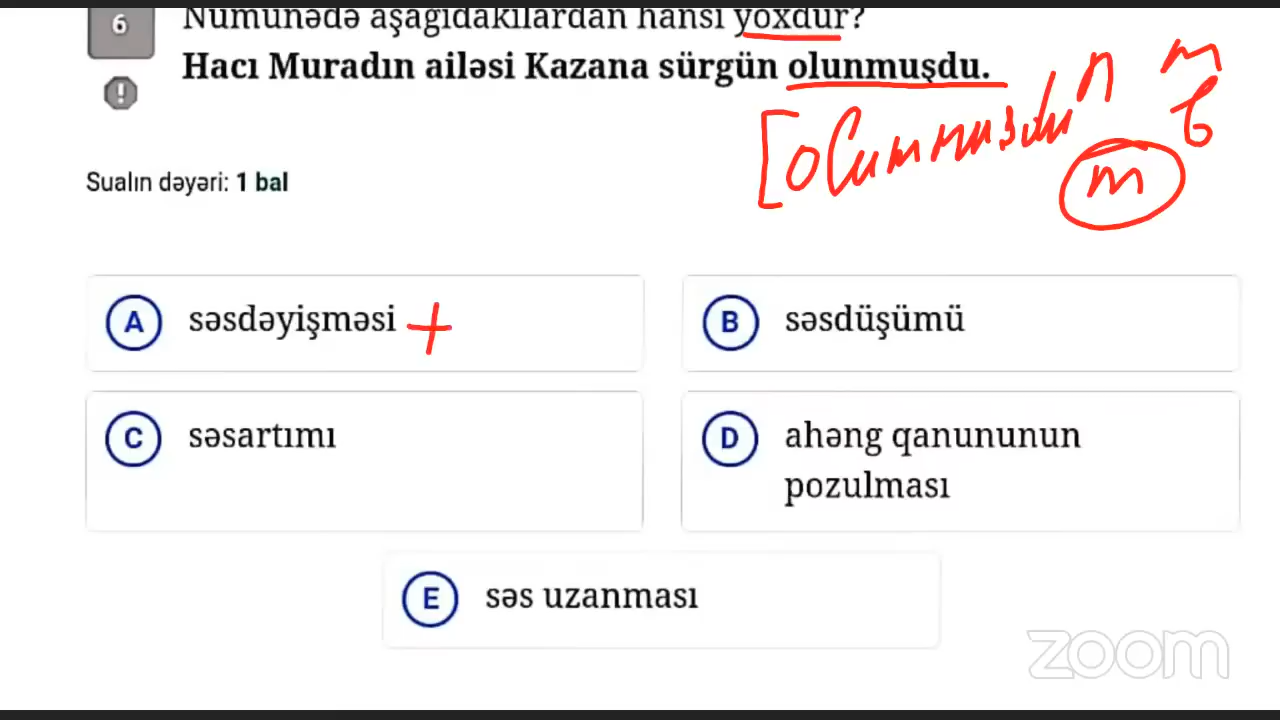 6
Nümunədə aşağıdakılardan hansı yoxdur?
Hacı Muradın ailəsi Kazana sürgün olunmuşdu.
[olummuşdu n m
b
m
Sualın dəyəri: 1 bal
A səsdəyişməsi +
B səsdüşümü
C səsartımı
D ahəng qanununun
pozulması
E səs uzanması
zoom